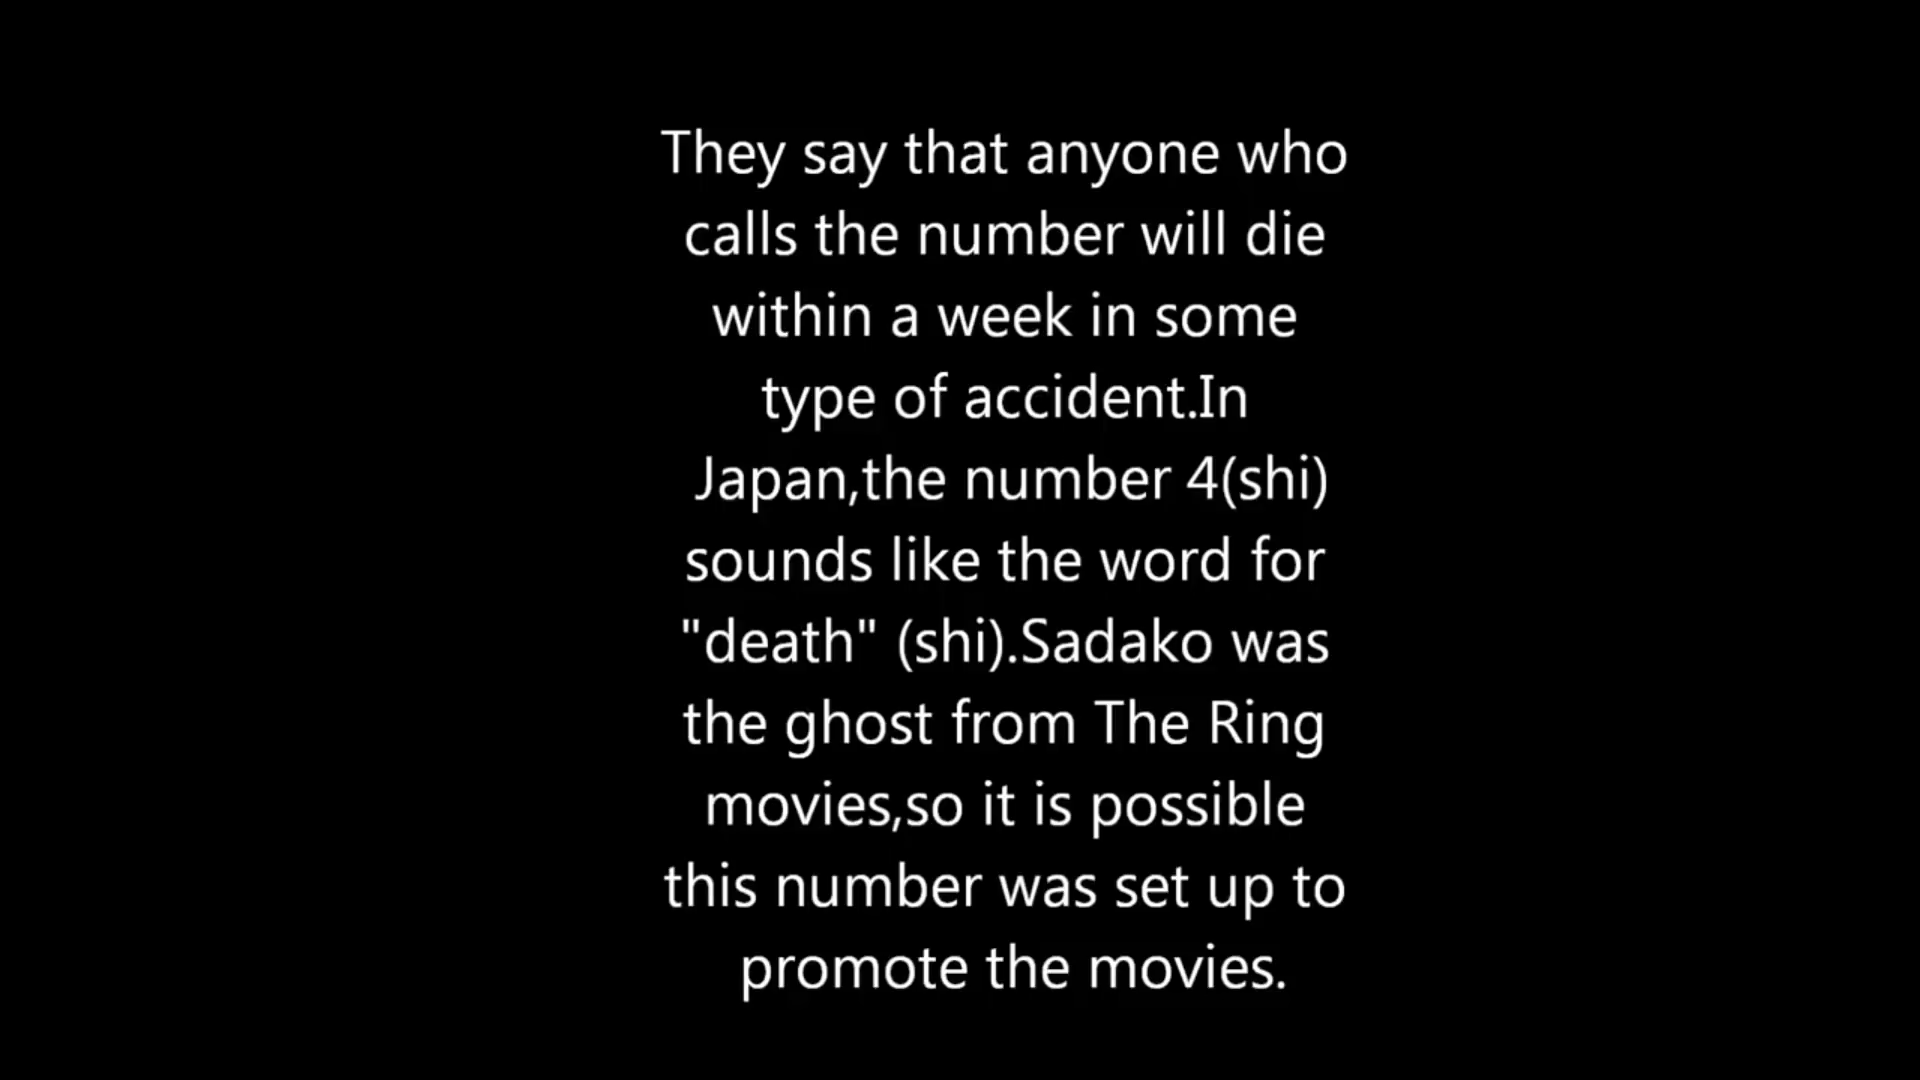 They say that anyone who
calls the number will die
within a week in some
type of accident.In
Japan,the number 4(shi)
sounds like the word for
"death" (shi).Sadako was
the ghost from The Ring
movies,so it is possible
this number was set up to
promote the movies.